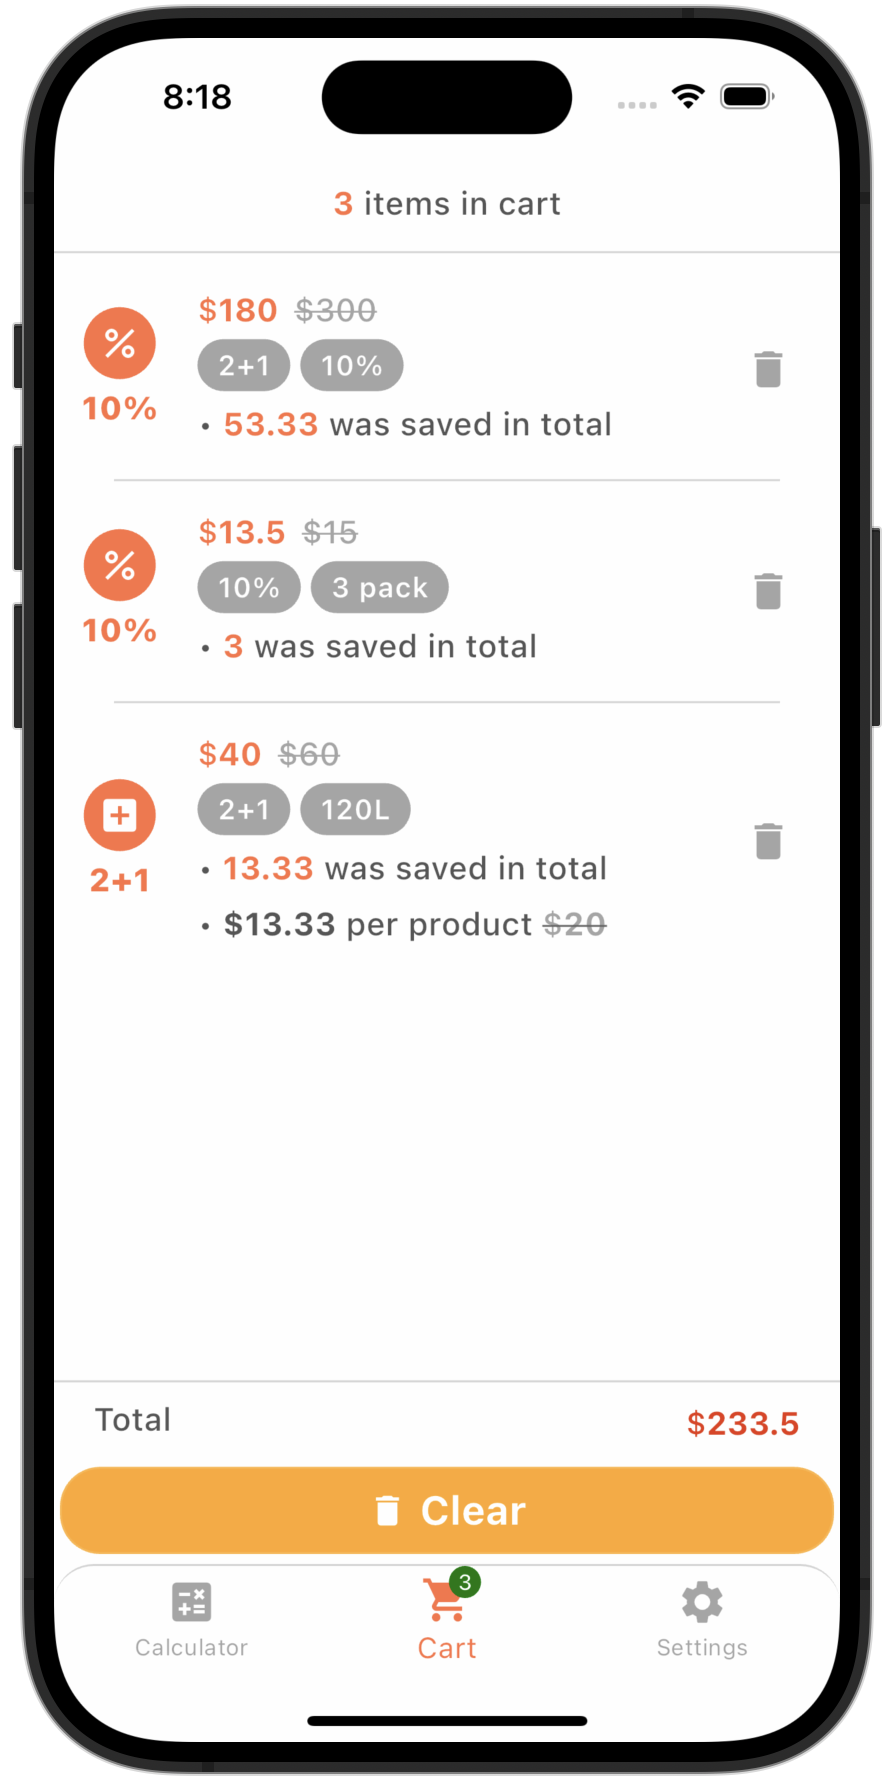 8:18
3 items in cart
$180 $300
2+1 10%
10%
• 53.33 was saved in total
$13.5 $15
10% 3 pack
10%
• 3 was saved in total
$40 $60
2+1 120L
2+1
• 13.33 was saved in total
• $13.33 per product $20
Total $233.5
Clear
3
Calculator Cart Settings